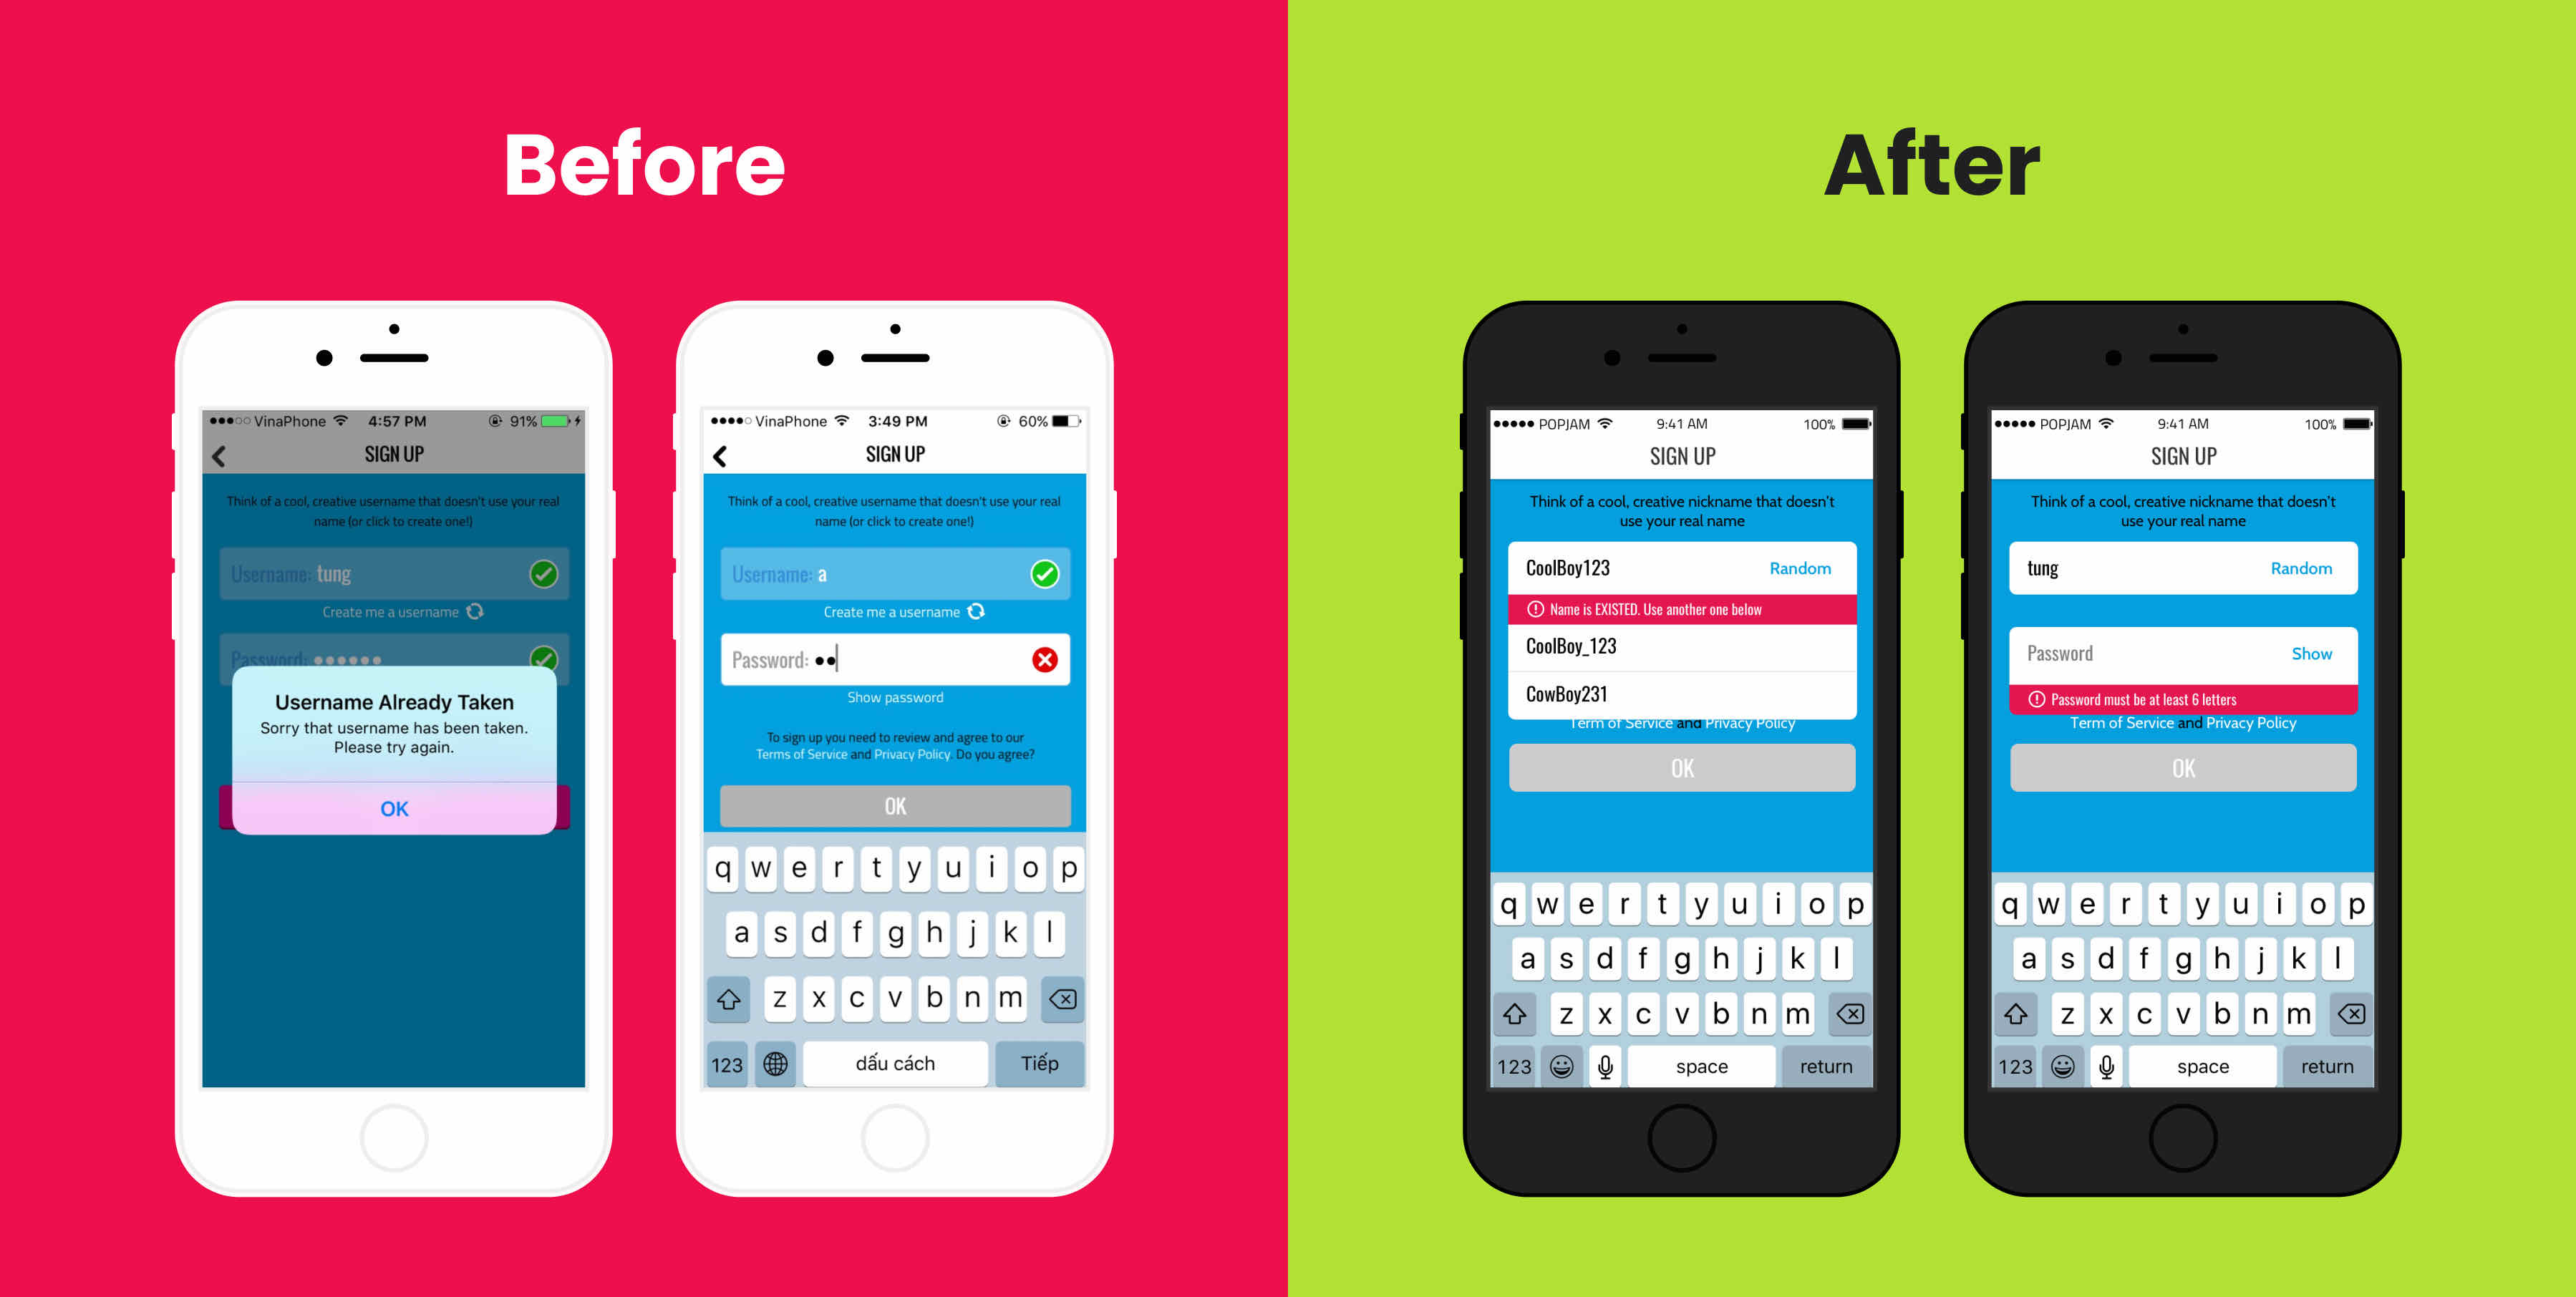 Before
VinaPhone 4:57 PM 91%
SIGN UP
Think of a cool, creative username that doesn't use your real
name (or click to create one!)
Username: tung
Create me a username
Password: ••••••
Username Already Taken
Sorry that username has been taken.
Please try again.
OK
VinaPhone 3:49 PM 60%
SIGN UP
Think of a cool, creative username that doesn't use your real
name (or click to create one!)
Username: a
Create me a username
Password: ••
Show password
To sign up you need to review and agree to our
Terms of Service and Privacy Policy. Do you agree?
OK
q w e r t y u i o p
a s d f g h j k l
z x c v b n m
123 dấu cách Tiếp
After
POPJAM 9:41 AM 100%
SIGN UP
Think of a cool, creative nickname that doesn't
use your real name
CoolBoy123 Random
Name is EXISTED. Use another one below
CoolBoy_123
CowBoy231
Term of Service and Privacy Policy
OK
q w e r t y u i o p
a s d f g h j k l
z x c v b n m
123 space return
POPJAM 9:41 AM 100%
SIGN UP
Think of a cool, creative nickname that doesn't
use your real name
tung Random
Password Show
Password must be at least 6 letters
Term of Service and Privacy Policy
OK
q w e r t y u i o p
a s d f g h j k l
z x c v b n m
123 space return